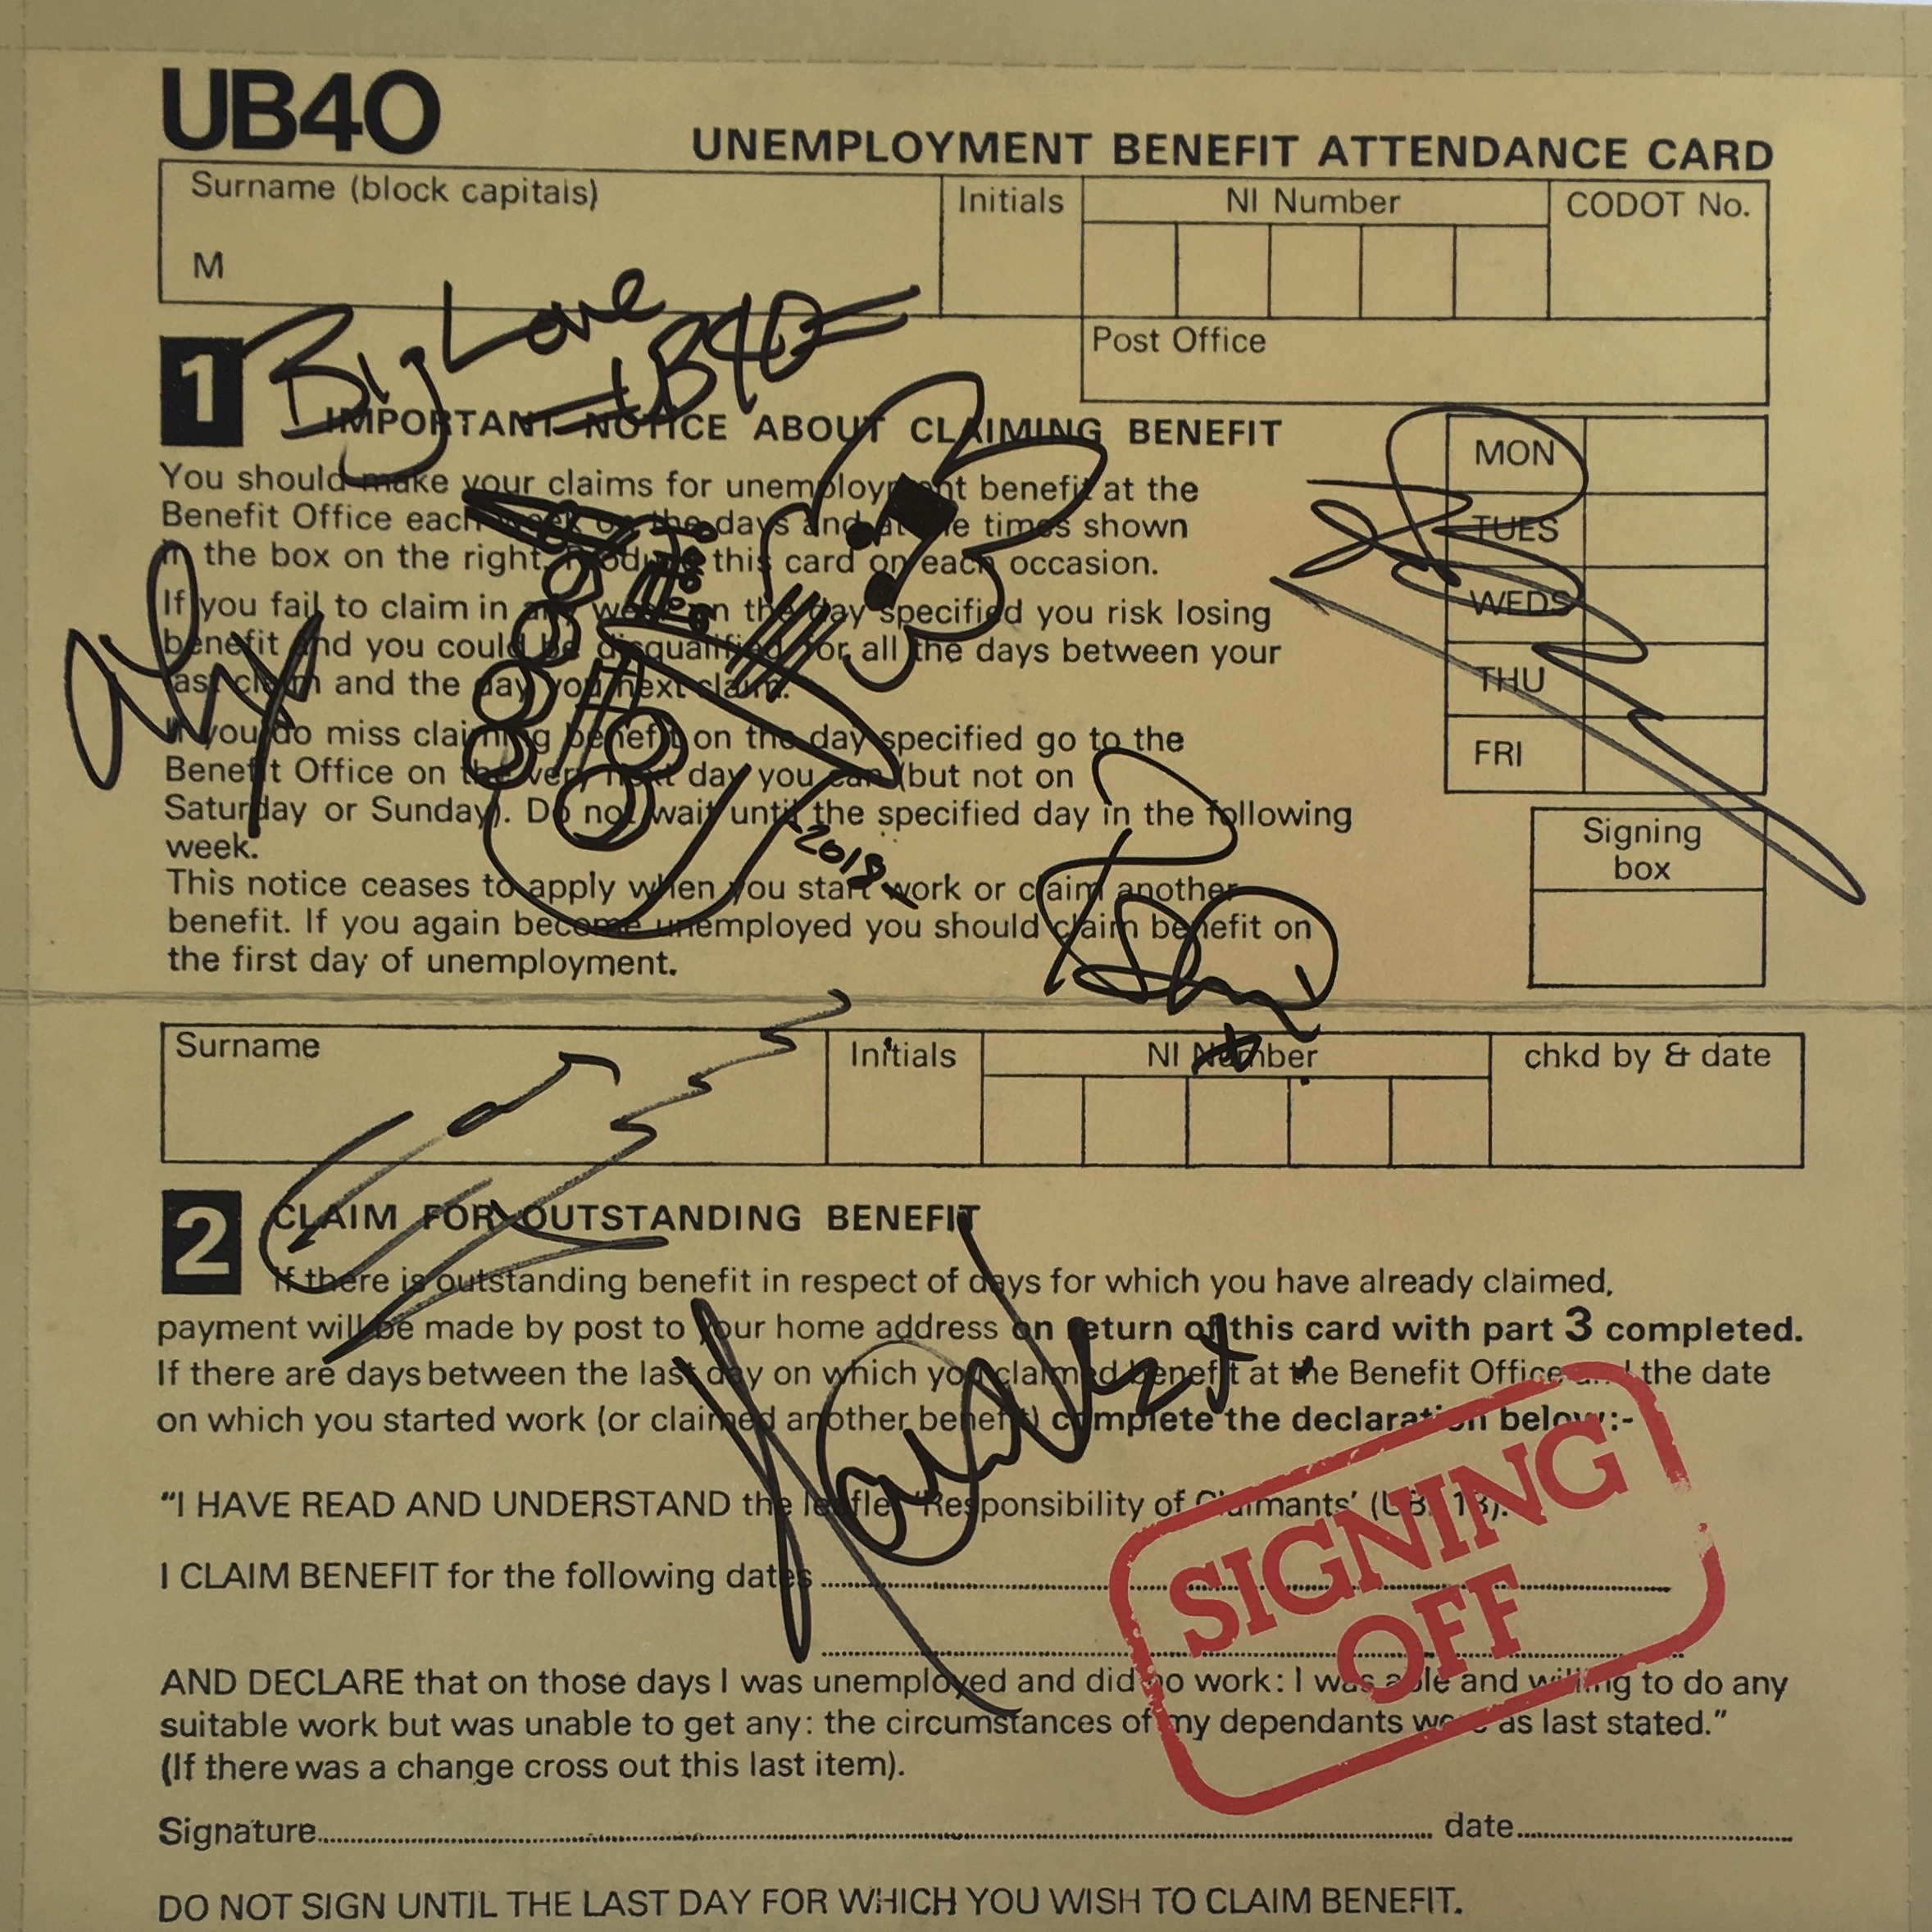 UB40
UNEMPLOYMENT BENEFIT ATTENDANCE CARD
Surname (block capitals)
Initials
NI Number
CODOT No.
M
Post Office
Big Love
UB40
1
IMPORTANT NOTICE ABOUT CLAIMING BENEFIT
You should make your claims for unemployment benefit at the
Benefit Office each week on the days and at the times shown
in the box on the right. Produce this card on each occasion.
If you fail to claim in any week on the day specified you risk losing
benefit and you could be disqualified for all the days between your
last claim and the day you next claim.
If you do miss claiming benefit on the day specified go to the
Benefit Office on the very next day you can (but not on
Saturday or Sunday). Do not wait until the specified day in the following
week.
This notice ceases to apply when you start work or claim another
benefit. If you again become unemployed you should claim benefit on
the first day of unemployment.
2018
MON
TUES
WEDS
THU
FRI
Signing
box
Surname
Initials
NI Number
chkd by & date
2
CLAIM FOR OUTSTANDING BENEFIT
If there is outstanding benefit in respect of days for which you have already claimed,
payment will be made by post to your home address on return of this card with part 3 completed.
If there are days between the last day on which you claimed benefit at the Benefit Office and the date
on which you started work (or claimed another benefit) complete the declaration below:-
"I HAVE READ AND UNDERSTAND the leaflet 'Responsibility of Claimants' (UBL 18).
I CLAIM BENEFIT for the following dates
SIGNING
OFF
AND DECLARE that on those days I was unemployed and did no work: I was able and willing to do any
suitable work but was unable to get any: the circumstances of my dependants were as last stated."
(If there was a change cross out this last item).
Signature
date
DO NOT SIGN UNTIL THE LAST DAY FOR WHICH YOU WISH TO CLAIM BENEFIT.